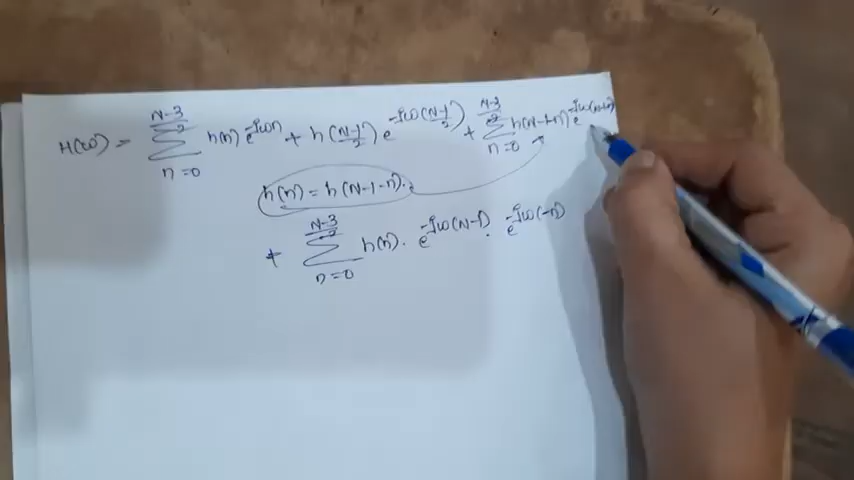 H(ω) = Σ_{n=0}^{N-3/2} h(n) e^{-jωn} + h(N-1/2) e^{-jω(N-1/2)} + Σ_{n=0}^{N-3/2} h(N-1-n) e^{-jω(N-1-n)}
h(n) = h(N-1-n).
+ Σ_{n=0}^{N-3/2} h(n). e^{-jω(N-1)}. e^{-jω(-n)}